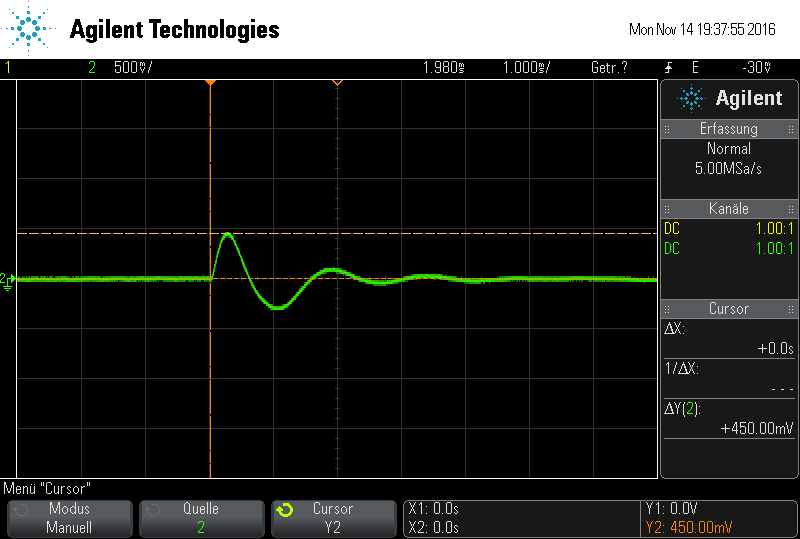 Agilent Technologies Mon Nov 14 19:37:55 2016
1 2 500mV/ 1.980ms 1.000ms/ Getr.? E -30mV
Agilent
Erfassung
Normal
5.00MSa/s
Kanäle
DC 1.00:1
DC 1.00:1
Cursor
ΔX:
+0.0s
1/ΔX:
- - -
ΔY(2):
+450.00mV
2
Menü "Cursor"
Modus
Manuell
Quelle
2
Cursor
Y2
X1: 0.0s
X2: 0.0s
Y1: 0.0V
Y2: 450.00mV